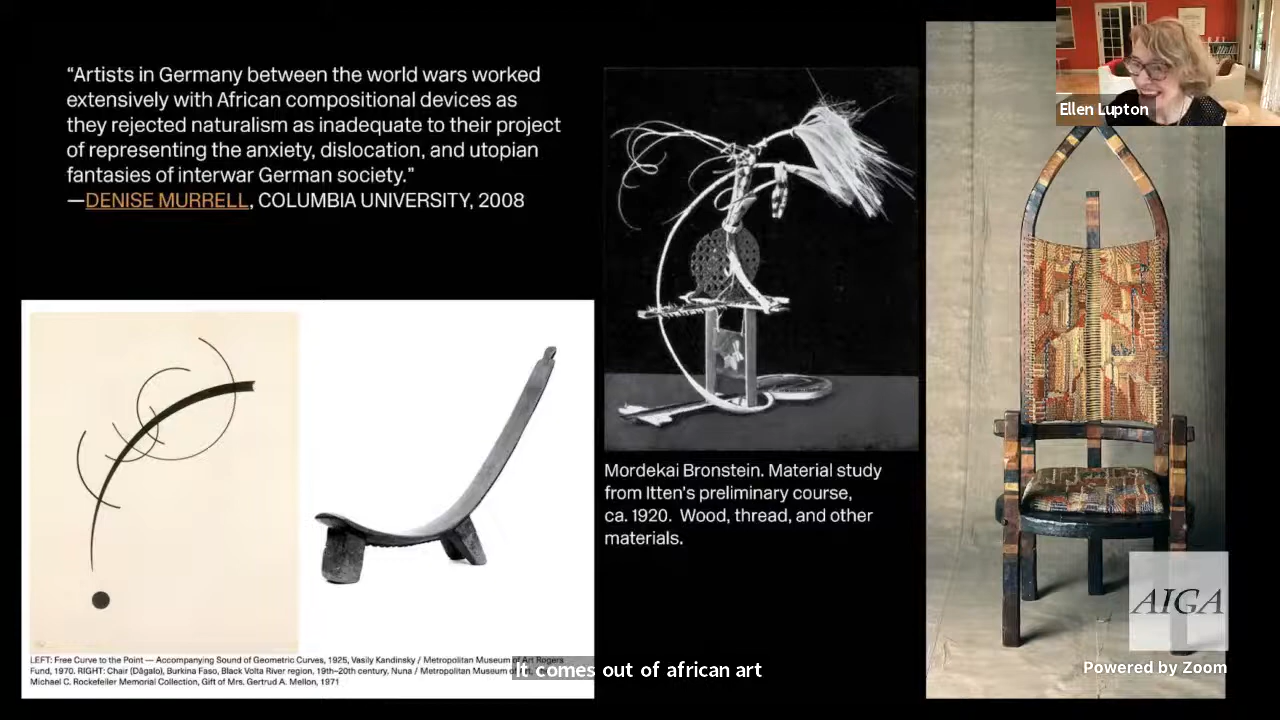 “Artists in Germany between the world wars worked
extensively with African compositional devices as
they rejected naturalism as inadequate to their project
of representing the anxiety, dislocation, and utopian
fantasies of interwar German society.”
—DENISE MURRELL, COLUMBIA UNIVERSITY, 2008
Ellen Lupton
Mordekai Bronstein. Material study
from Itten's preliminary course,
ca. 1920. Wood, thread, and other
materials.
LEFT: Free Curve to the Point — Accompanying Sound of Geometric Curves, 1925, Vasily Kandinsky / Metropolitan Museum of Art Rogers
Fund, 1970. RIGHT: Chair (Dâgalo), Burkina Faso, Black Volta River region, 19th–20th century, Nuna / Metropolitan Museum of
Michael C. Rockefeller Memorial Collection, Gift of Mrs. Gertrud A. Mellon, 1971
It comes out of african art
AIGA
Powered by Zoom